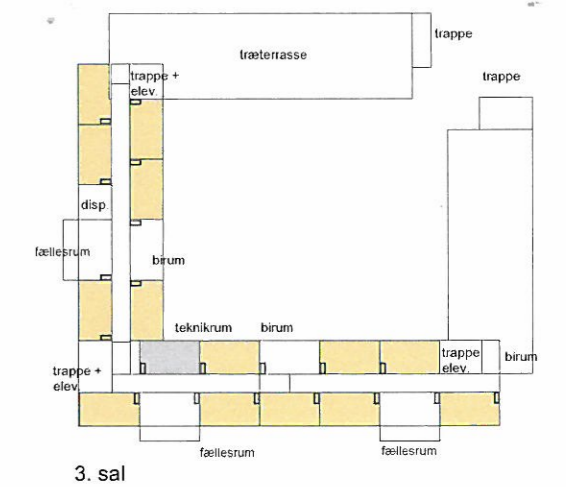 trappe
træterrasse
trappe
trappe +
elev.
disp.
fællesrum
birum
teknikrum
birum
trappe
elev.
birum
trappe +
elev.
fællesrum
fællesrum
3. sal